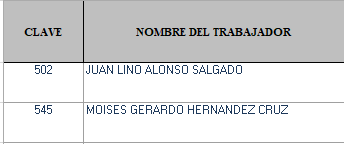 CLAVE NOMBRE DEL TRABAJADOR
502 JUAN LINO ALONSO SALGADO
545 MOISES GERARDO HERNANDEZ CRUZ